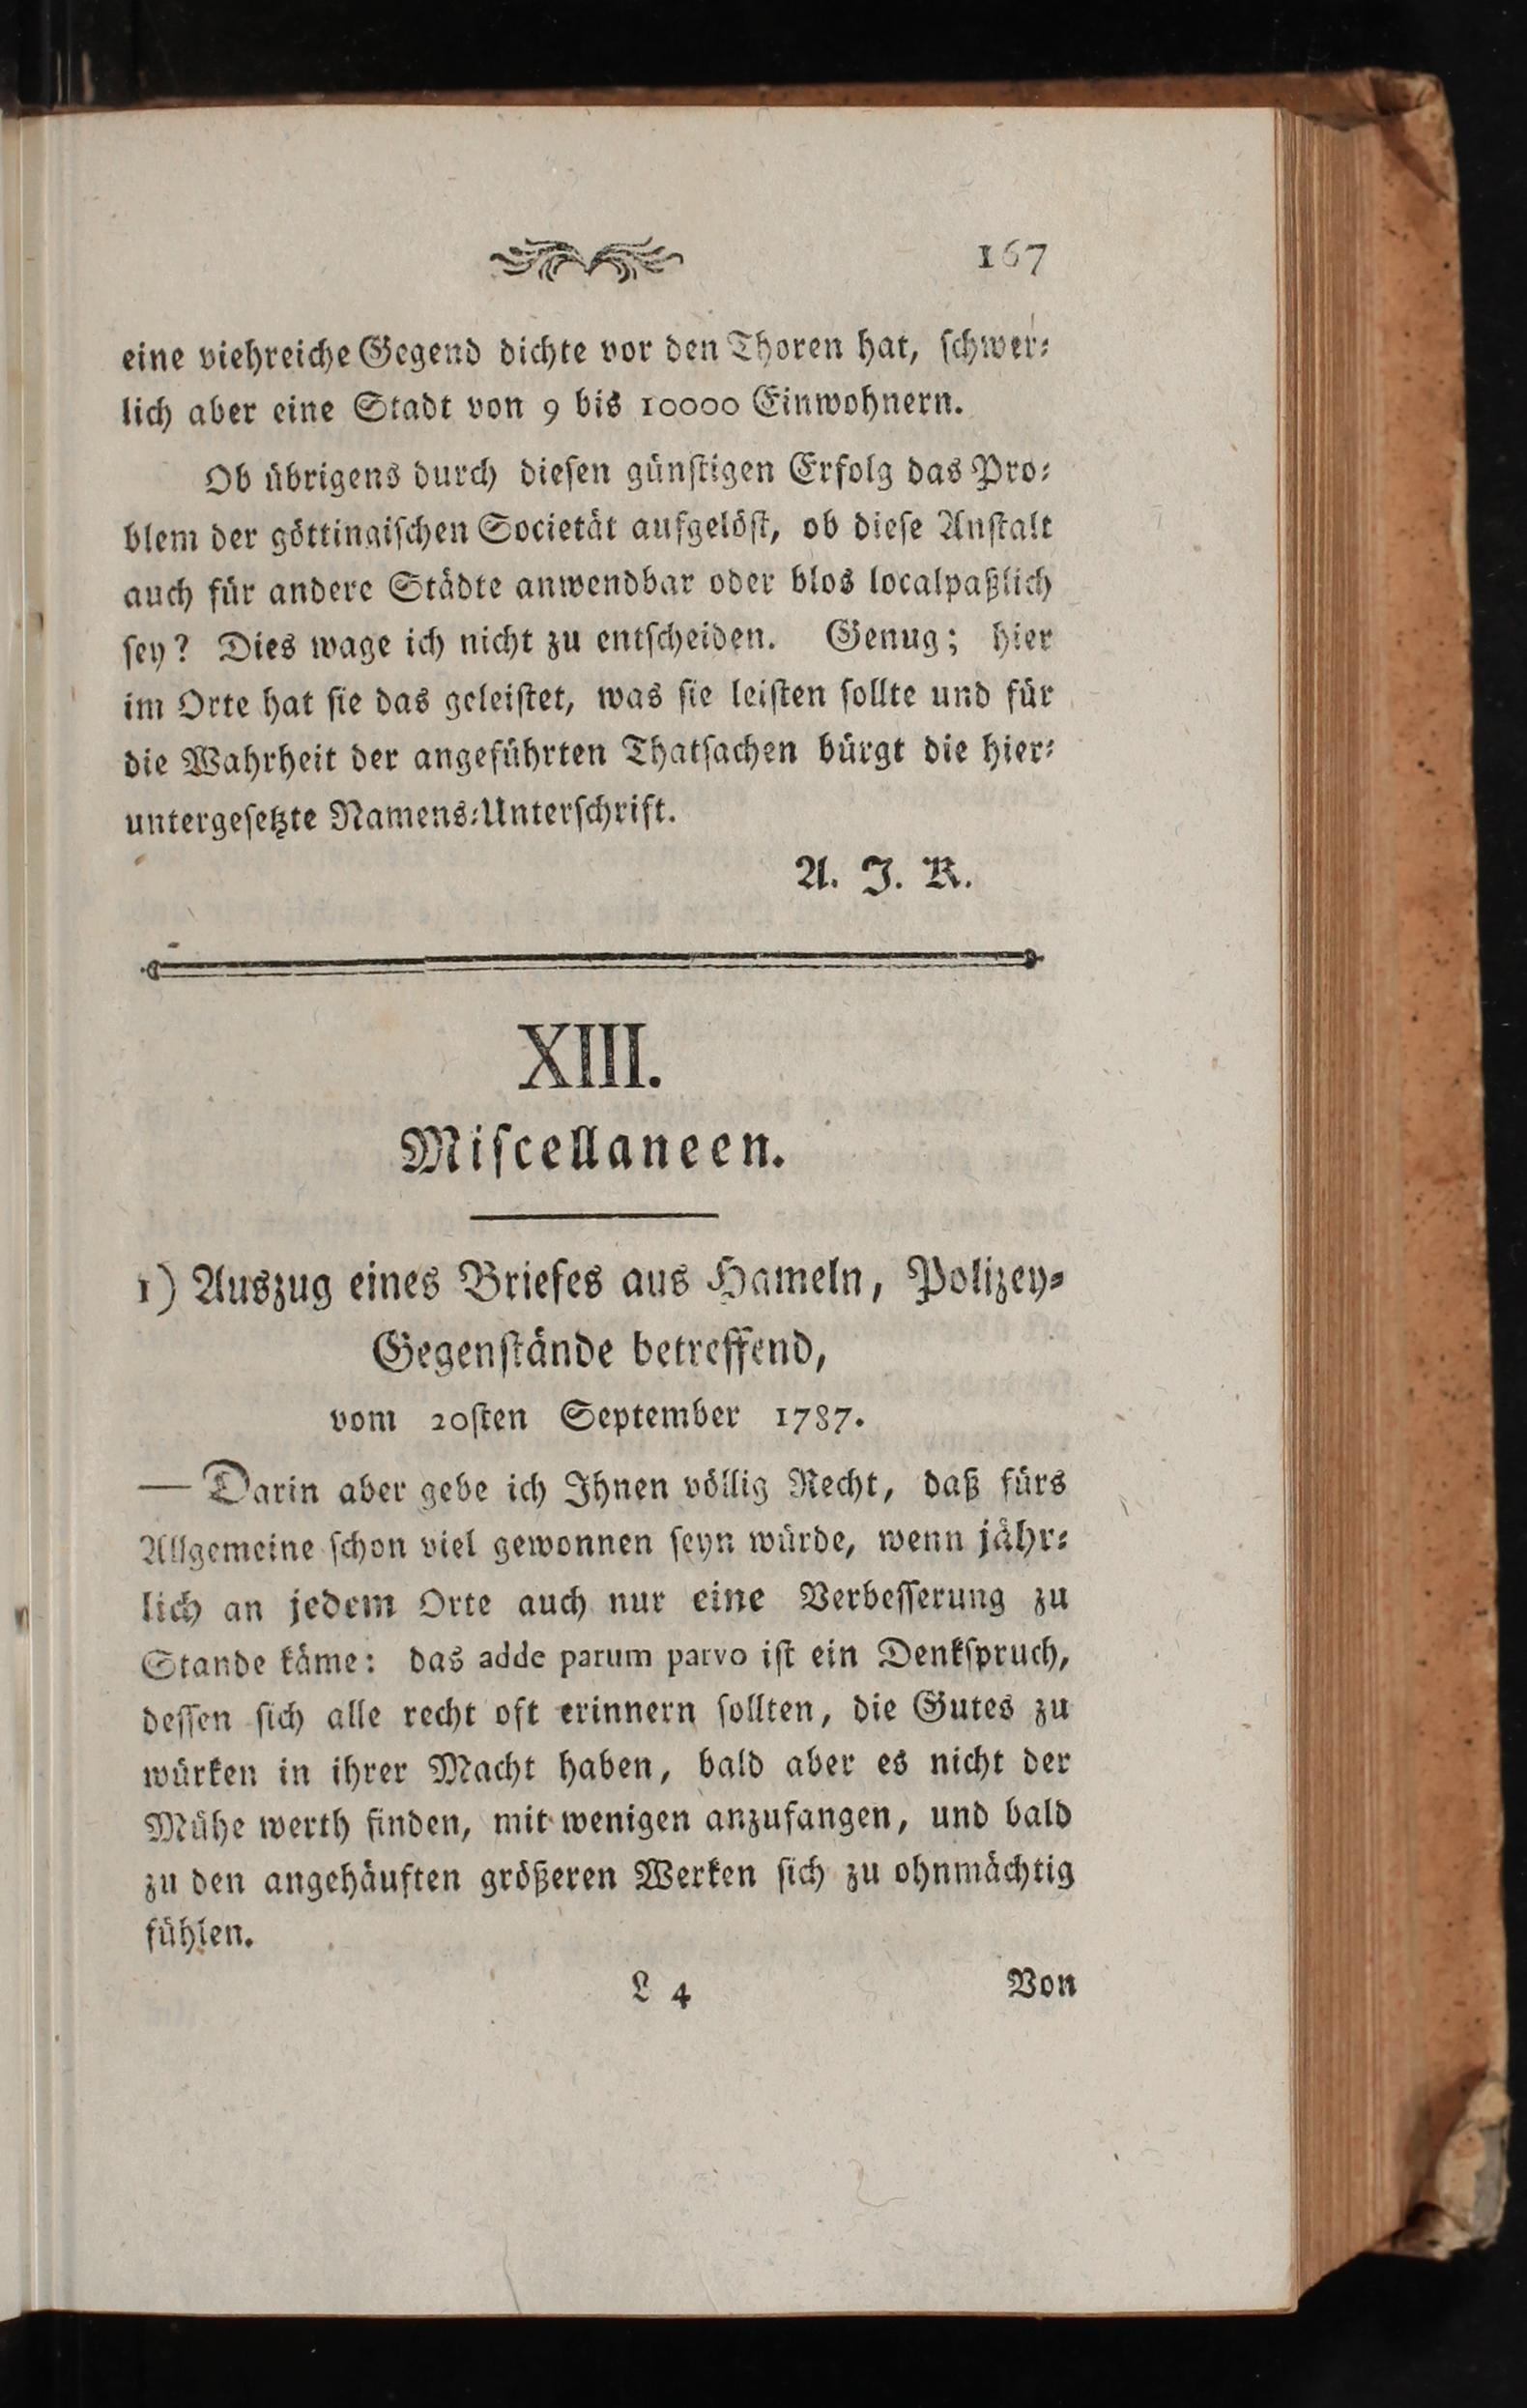 167
eine viehreiche Gegend dichte vor den Thoren hat, ſchwer⸗
lich aber eine Stadt von 9 bis 10000 Einwohnern.
Ob übrigens durch dieſen günſtigen Erfolg das Pro⸗
blem der göttingiſchen Societät aufgelöſt, ob dieſe Anſtalt
auch für andere Städte anwendbar oder blos localpaßlich
ſey? Dies wage ich nicht zu entſcheiden. Genug; hier
im Orte hat ſie das geleiſtet, was ſie leiſten ſollte und für
die Wahrheit der angeführten Thatſachen bürgt die hier⸗
untergeſetzte Namens⸗Unterſchrift.
A. J. R.
XIII.
Miſcellaneen.
1) Auszug eines Briefes aus Hameln, Polizey⸗
Gegenſtände betreffend,
vom 20ſten September 1787.
— Darin aber gebe ich Ihnen völlig Recht, daß fürs
Allgemeine ſchon viel gewonnen ſeyn würde, wenn jähr⸗
lich an jedem Orte auch nur eine Verbeſſerung zu
Stande käme: das adde parum parvo iſt ein Denkſpruch,
deſſen ſich alle recht oft erinnern ſollten, die Gutes zu
würken in ihrer Macht haben, bald aber es nicht der
Mühe werth finden, mit wenigen anzufangen, und bald
zu den angehäuften größeren Werken ſich zu ohnmächtig
fühlen.
L 4 Von